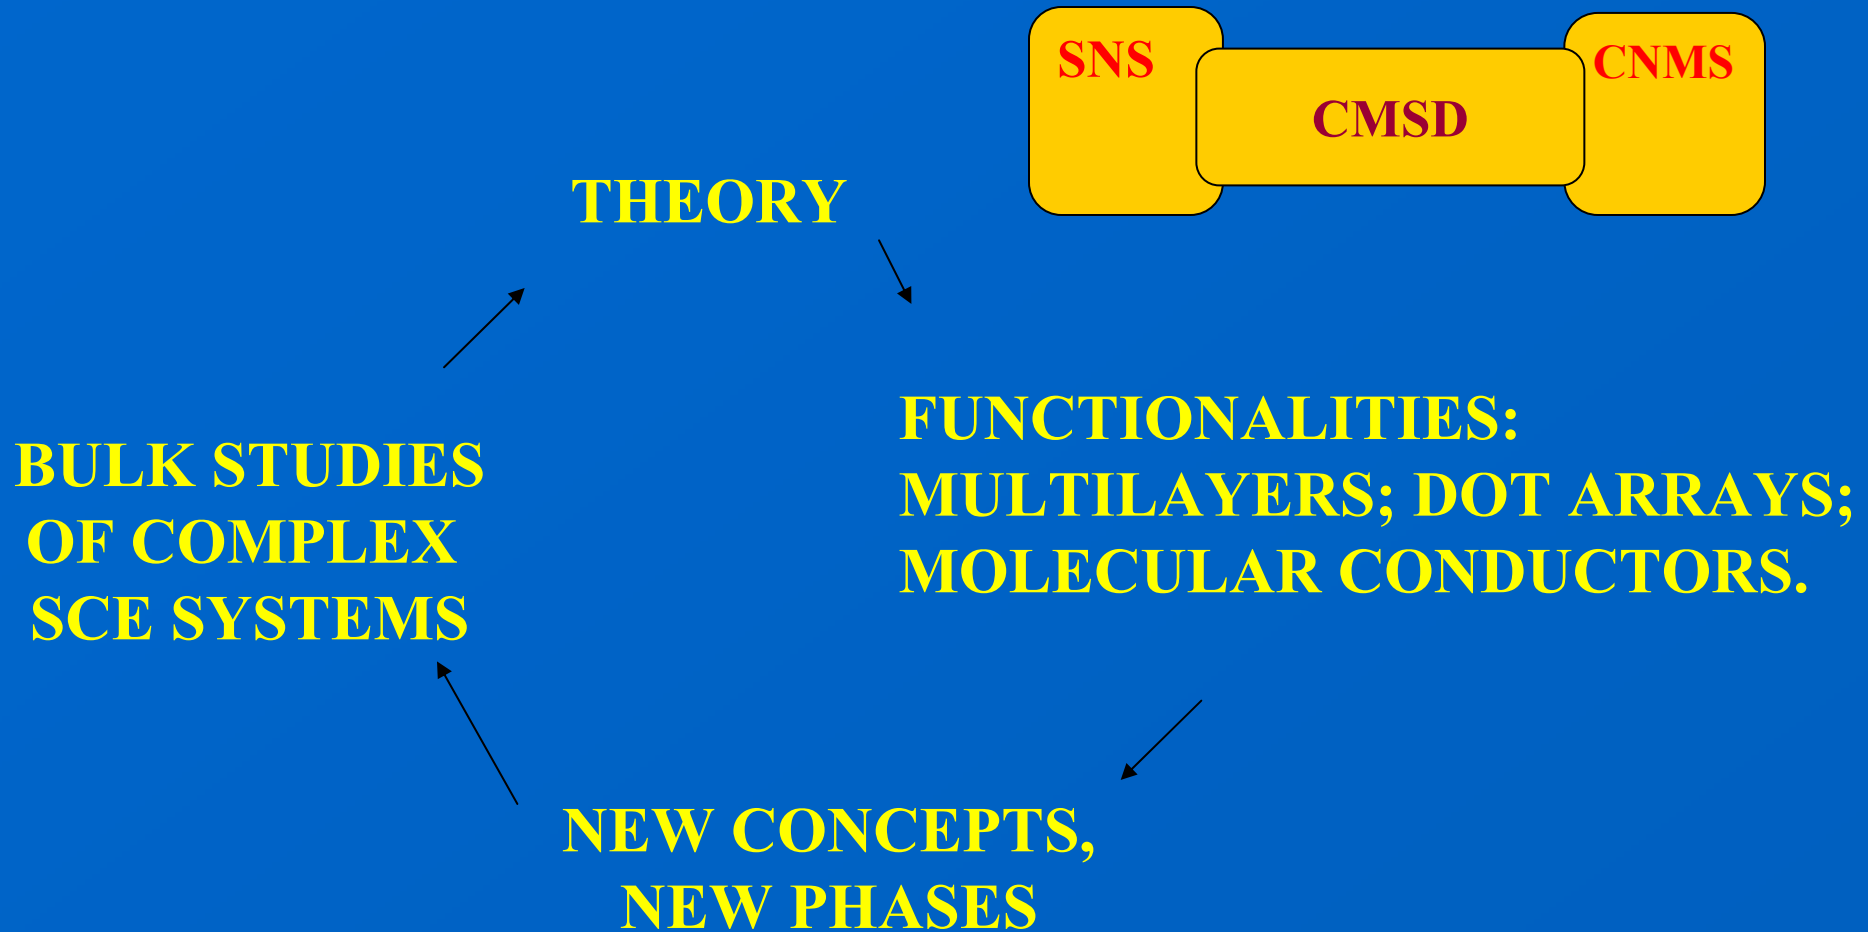 SNS
CNMS
CMSD
THEORY
FUNCTIONALITIES:
MULTILAYERS; DOT ARRAYS;
MOLECULAR CONDUCTORS.
BULK STUDIES
OF COMPLEX
SCE SYSTEMS
NEW CONCEPTS,
NEW PHASES